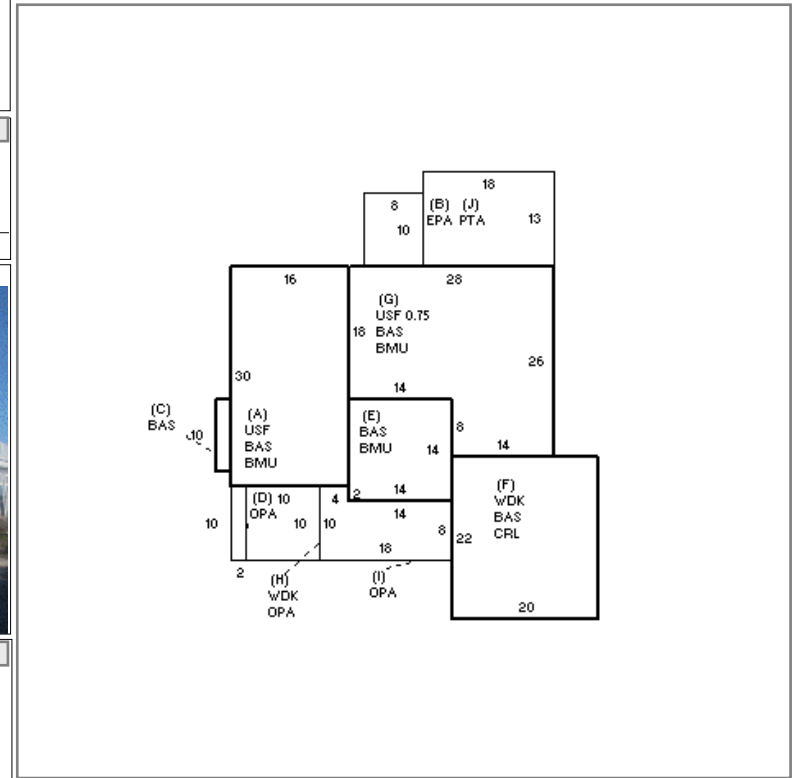 18
8
(B) (J)
EPA PTA
13
10
16
28
(G)
USF 0.75
18 BAS
BMU
26
30
14
(C)
BAS
10
(A)
USF
BAS
BMU
(E)
BAS
BMU
14
8
14
(F)
WDK
BAS
CRL
(D) 10
OPA
4
2
14
14
10
10
10
8
22
18
2
(H)
WDK
OPA
(I)
OPA
20